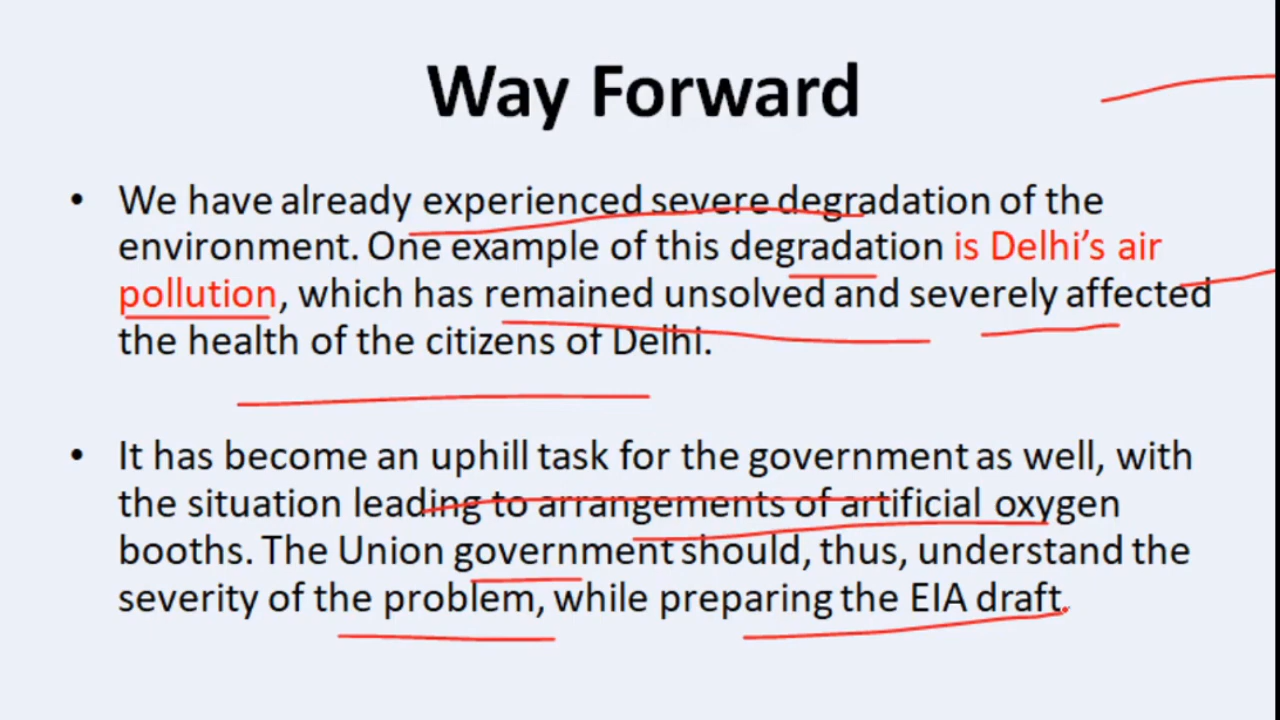 Way Forward
• We have already experienced severe degradation of the
environment. One example of this degradation is Delhi’s air
pollution, which has remained unsolved and severely affected
the health of the citizens of Delhi.
• It has become an uphill task for the government as well, with
the situation leading to arrangements of artificial oxygen
booths. The Union government should, thus, understand the
severity of the problem, while preparing the EIA draft.